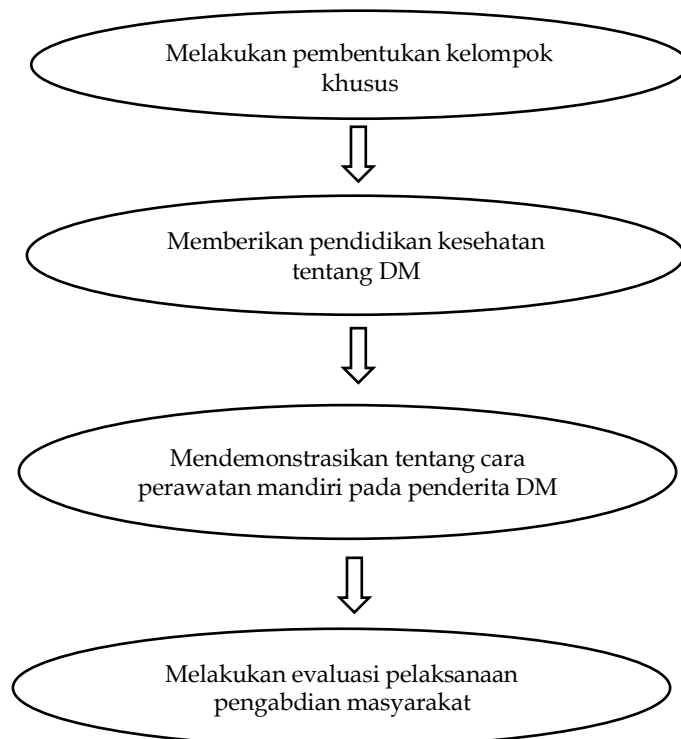 Melakukan pembentukan kelompok
khusus
Memberikan pendidikan kesehatan
tentang DM
Mendemonstrasikan tentang cara
perawatan mandiri pada penderita DM
Melakukan evaluasi pelaksanaan
pengabdian masyarakat